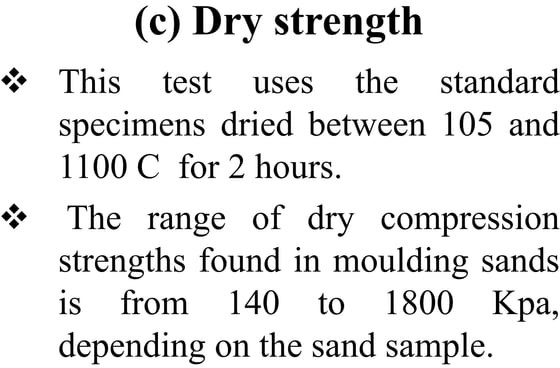 (c) Dry strength
❖ This test uses the standard
specimens dried between 105 and
1100 C for 2 hours.
❖ The range of dry compression
strengths found in moulding sands
is from 140 to 1800 Kpa,
depending on the sand sample.